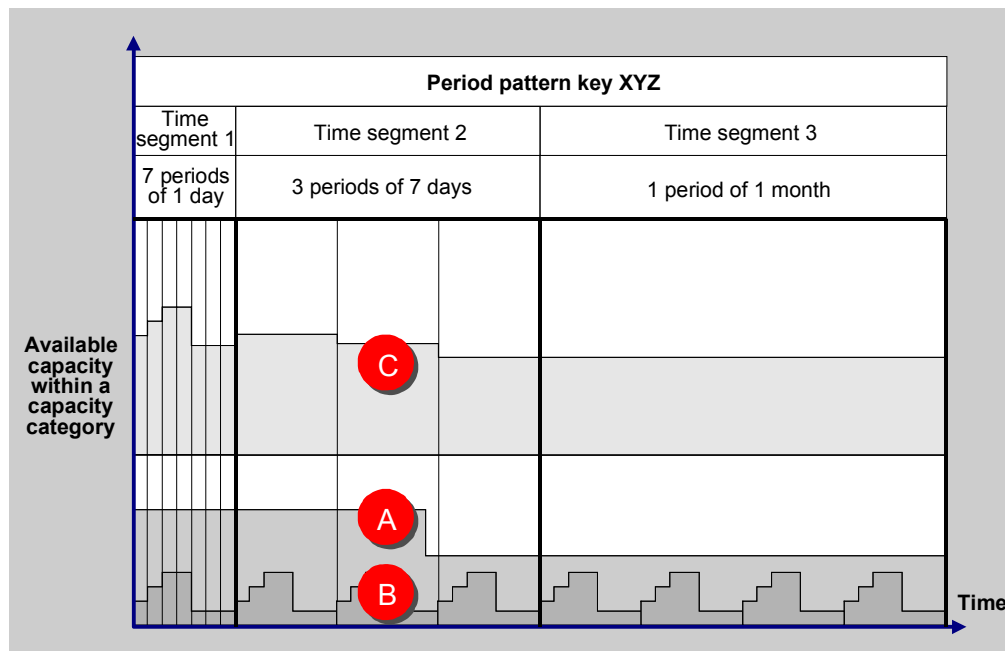 Period pattern key XYZ
Time
segment 1
Time segment 2
Time segment 3
7 periods
of 1 day
3 periods of 7 days
1 period of 1 month
Available
capacity
within a
capacity
category
C
A
B
Time